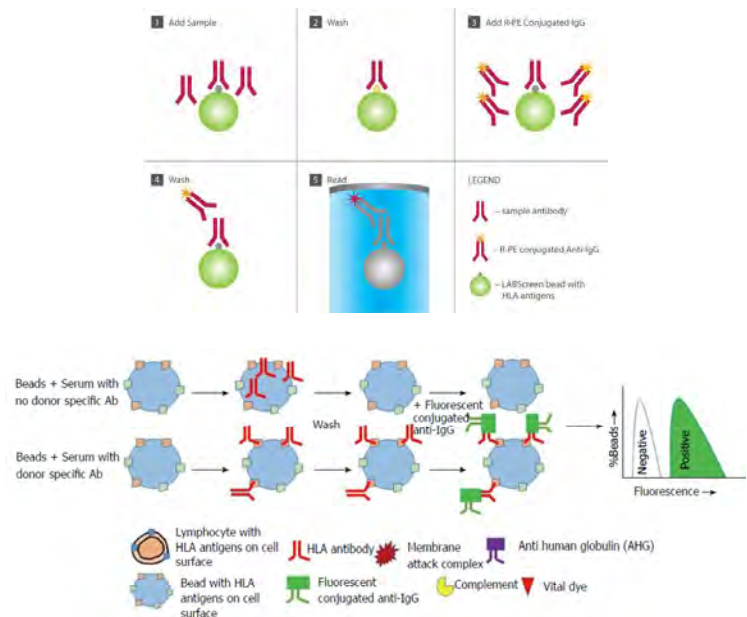 1 Add Sample
2 Wash
3 Add R-PE Conjugated IgG
4 Wash
5 Read
LEGEND
– sample antibody
– R-PE conjugated Anti-IgG
– LABScreen bead with
HLA antigens
Beads + Serum with
no donor specific Ab
Wash
+ Fluorescent
conjugated
anti-IgG
Beads + Serum with
donor specific Ab
%Beads
Negative
Positive
Fluorescence
Lymphocyte with
HLA antigens on cell
surface
HLA antibody
Membrane
attack complex
Anti human globulin (AHG)
Bead with HLA
antigens on cell
surface
Fluorescent
conjugated anti-IgG
Complement
Vital dye